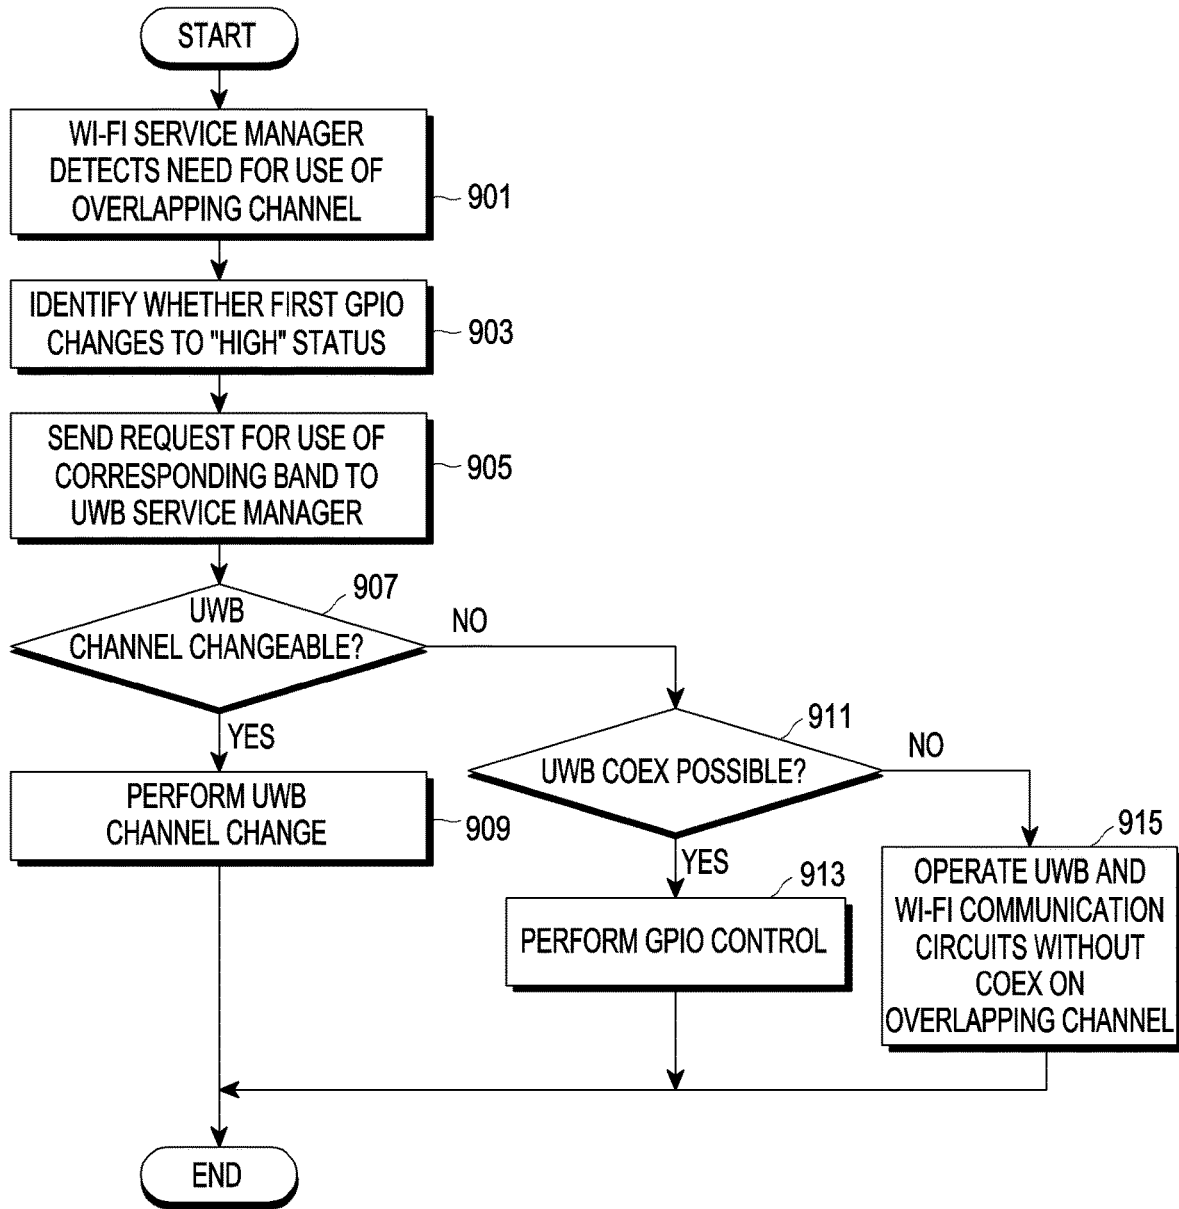 START
WI-FI SERVICE MANAGER
DETECTS NEED FOR USE OF
OVERLAPPING CHANNEL
901
IDENTIFY WHETHER FIRST GPIO
CHANGES TO "HIGH" STATUS
903
SEND REQUEST FOR USE OF
CORRESPONDING BAND TO
UWB SERVICE MANAGER
905
907
UWB
CHANNEL CHANGEABLE?
NO
YES
911
UWB COEX POSSIBLE?
NO
YES
PERFORM UWB
CHANNEL CHANGE
909
913
PERFORM GPIO CONTROL
915
OPERATE UWB AND
WI-FI COMMUNICATION
CIRCUITS WITHOUT
COEX ON
OVERLAPPING CHANNEL
END